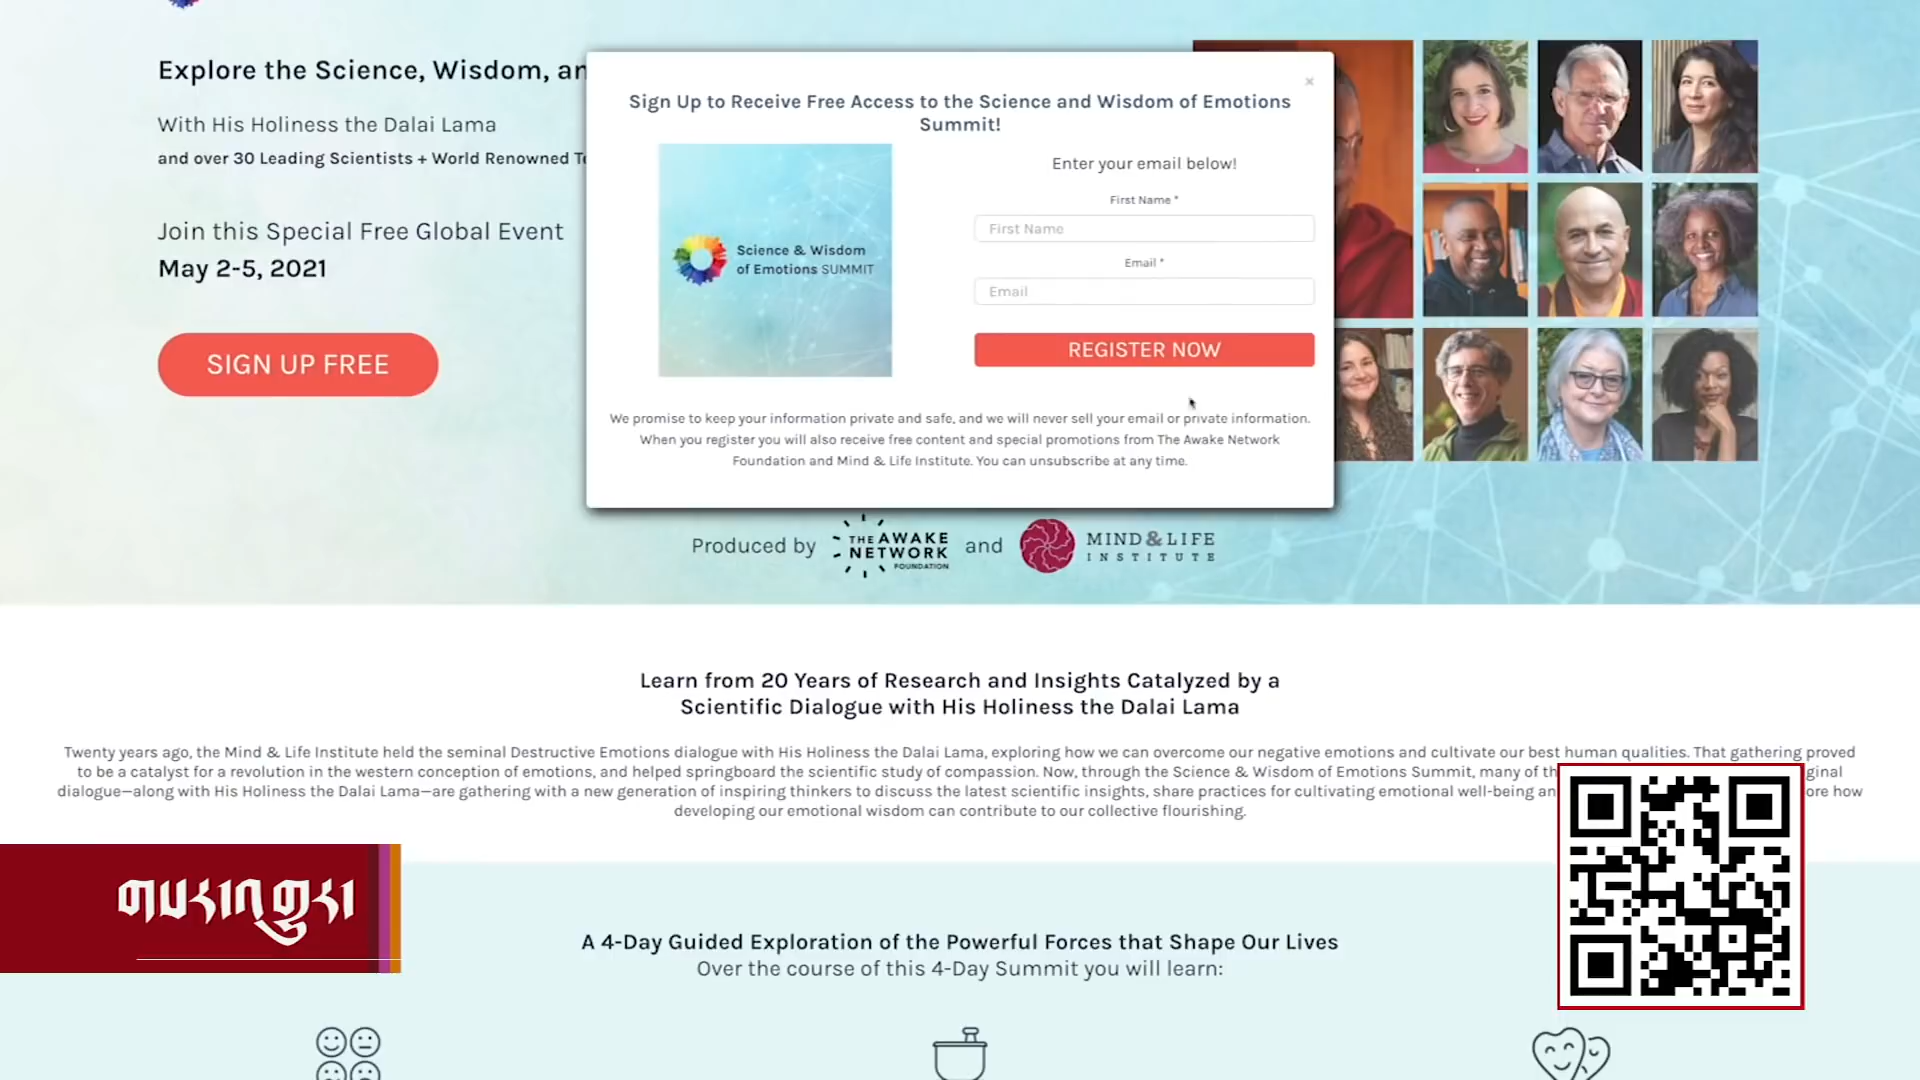 Explore the Science, Wisdom, an
With His Holiness the Dalai Lama
and over 30 Leading Scientists + World Renowned Te
Join this Special Free Global Event
May 2-5, 2021
SIGN UP FREE
×
Sign Up to Receive Free Access to the Science and Wisdom of Emotions
Summit!
Science & Wisdom
of Emotions SUMMIT
Enter your email below!
First Name *
First Name
Email *
Email
REGISTER NOW
We promise to keep your information private and safe, and we will never sell your email or private information.
When you register you will also receive free content and special promotions from The Awake Network
Foundation and Mind & Life Institute. You can unsubscribe at any time.
Produced by THE AWAKE NETWORK FOUNDATION and MIND & LIFE INSTITUTE
Learn from 20 Years of Research and Insights Catalyzed by a
Scientific Dialogue with His Holiness the Dalai Lama
Twenty years ago, the Mind & Life Institute held the seminal Destructive Emotions dialogue with His Holiness the Dalai Lama, exploring how we can overcome our negative emotions and cultivate our best human qualities. That gathering proved
to be a catalyst for a revolution in the western conception of emotions, and helped springboard the scientific study of compassion. Now, through the Science & Wisdom of Emotions Summit, many of th ginal
dialogue—along with His Holiness the Dalai Lama—are gathering with a new generation of inspiring thinkers to discuss the latest scientific insights, share practices for cultivating emotional well-being an ore how
developing our emotional wisdom can contribute to our collective flourishing.
A 4-Day Guided Exploration of the Powerful Forces that Shape Our Lives
Over the course of this 4-Day Summit you will learn: